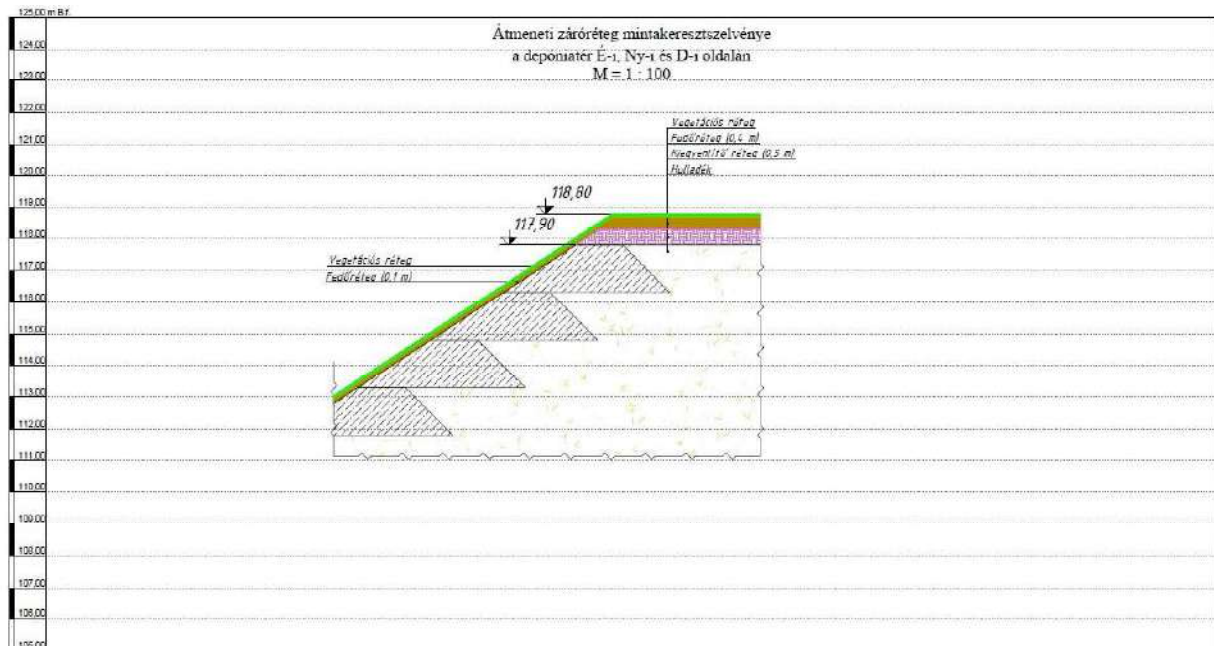 125,00 m B.f.
124,00
123,00
122,00
121,00
120,00
119,00
118,00
117,00
116,00
115,00
114,00
113,00
112,00
111,00
110,00
109,00
108,00
107,00
106,00
105,00
Átmeneti záróréteg mintakeresztszelvénye
a depóniatér É-i, Ny-i és D-i oldalán
M = 1 : 100
Vegetációs réteg
Fedőréteg (0,4 m)
Kiegyenlítő réteg (0,5 m)
Hulladék
118,80
117,90
Vegetációs réteg
Fedőréteg (0,1 m)